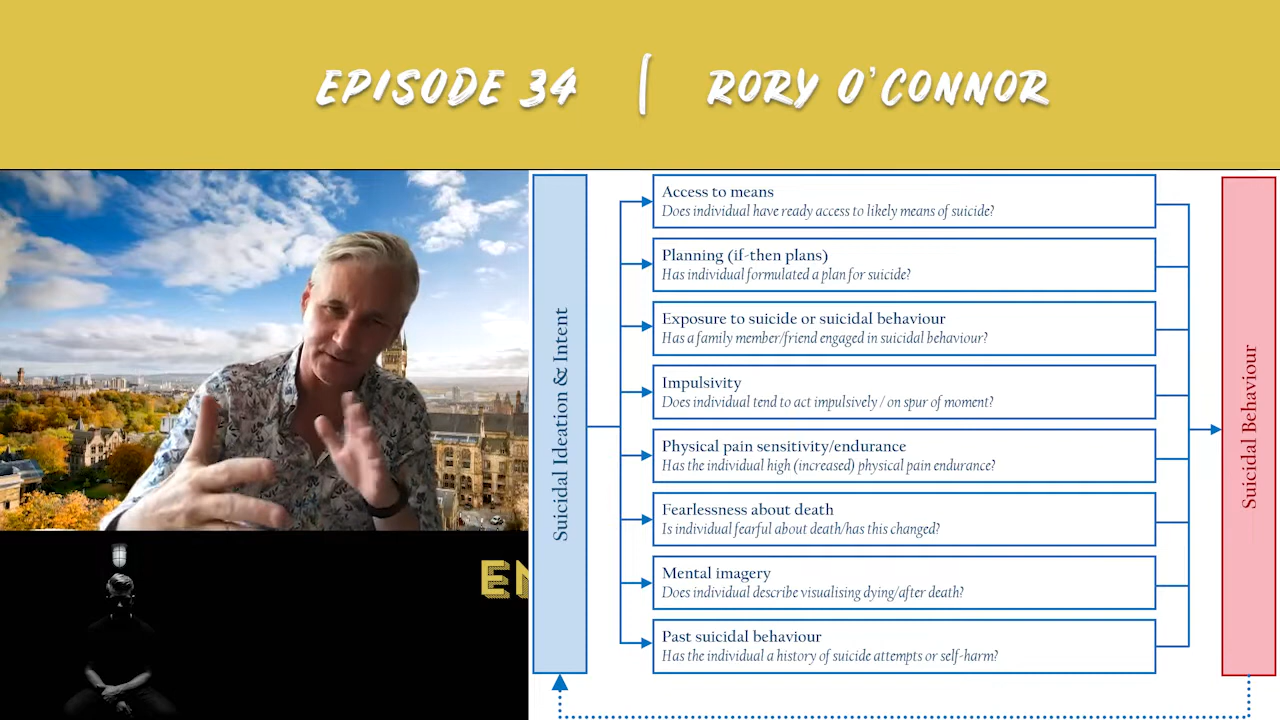 EPISODE 34 | RORY O'CONNOR
Suicidal Ideation & Intent
Access to means
Does individual have ready access to likely means of suicide?
Planning (if-then plans)
Has individual formulated a plan for suicide?
Exposure to suicide or suicidal behaviour
Has a family member/friend engaged in suicidal behaviour?
Impulsivity
Does individual tend to act impulsively / on spur of moment?
Physical pain sensitivity/endurance
Has the individual high (increased) physical pain endurance?
Fearlessness about death
Is individual fearful about death/has this changed?
Mental imagery
Does individual describe visualising dying/after death?
Past suicidal behaviour
Has the individual a history of suicide attempts or self-harm?
Suicidal Behaviour
EN